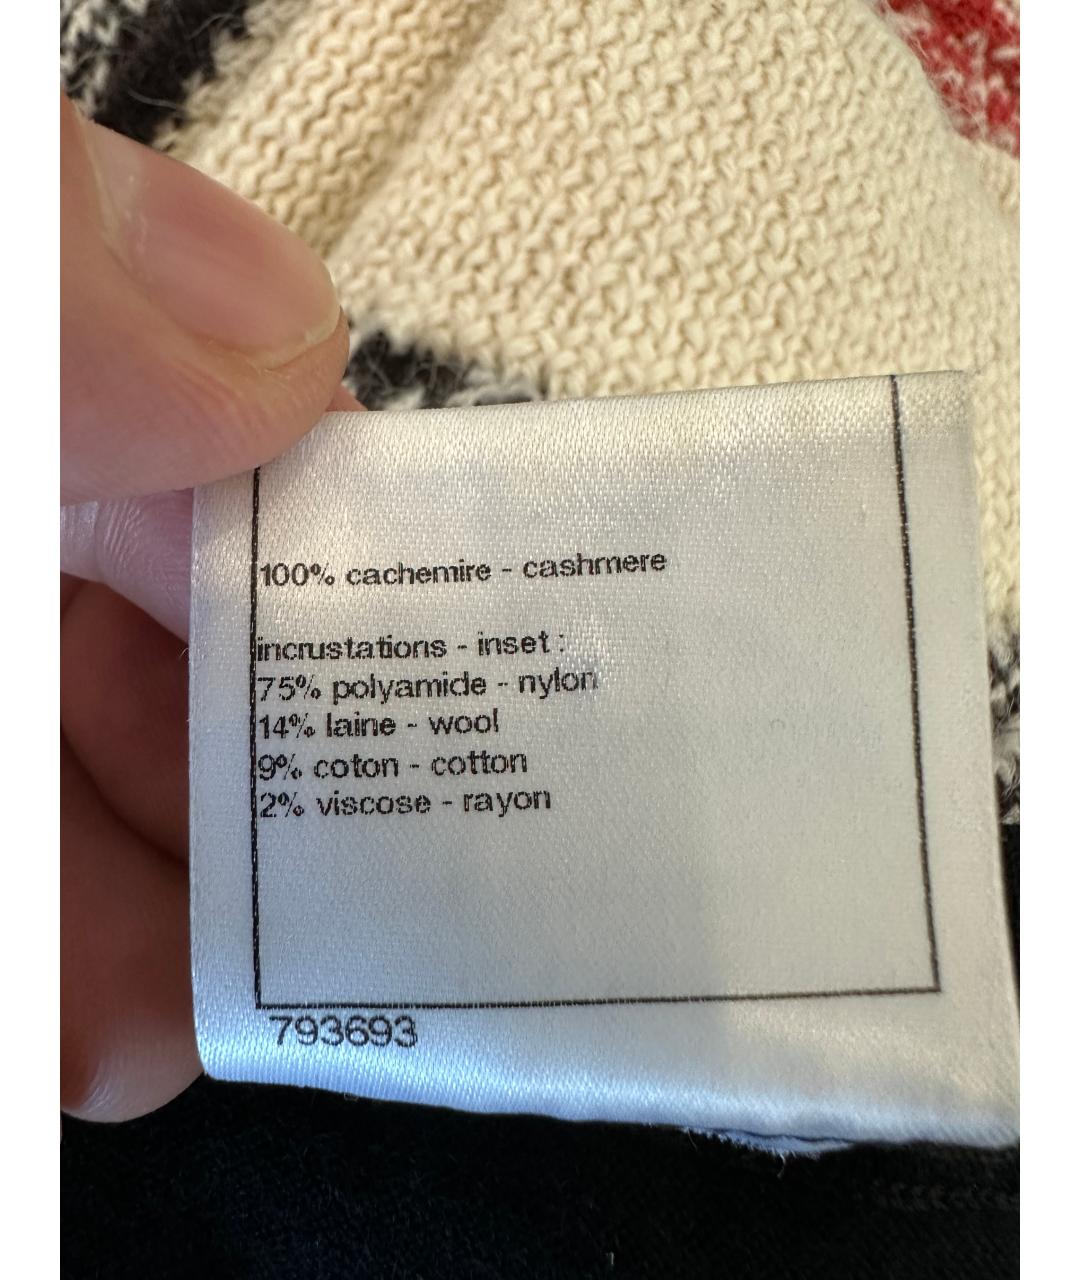 100% cachemire - cashmere
incrustations - inset :
75% polyamide - nylon
14% laine - wool
9% coton - cotton
2% viscose - rayon
793693